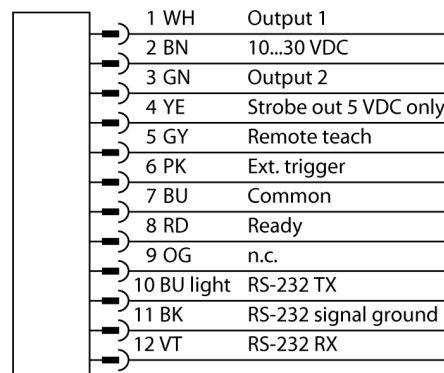 1 WH Output 1
2 BN 10...30 VDC
3 GN Output 2
4 YE Strobe out 5 VDC only
5 GY Remote teach
6 PK Ext. trigger
7 BU Common
8 RD Ready
9 OG n.c.
10 BU light RS-232 TX
11 BK RS-232 signal ground
12 VT RS-232 RX